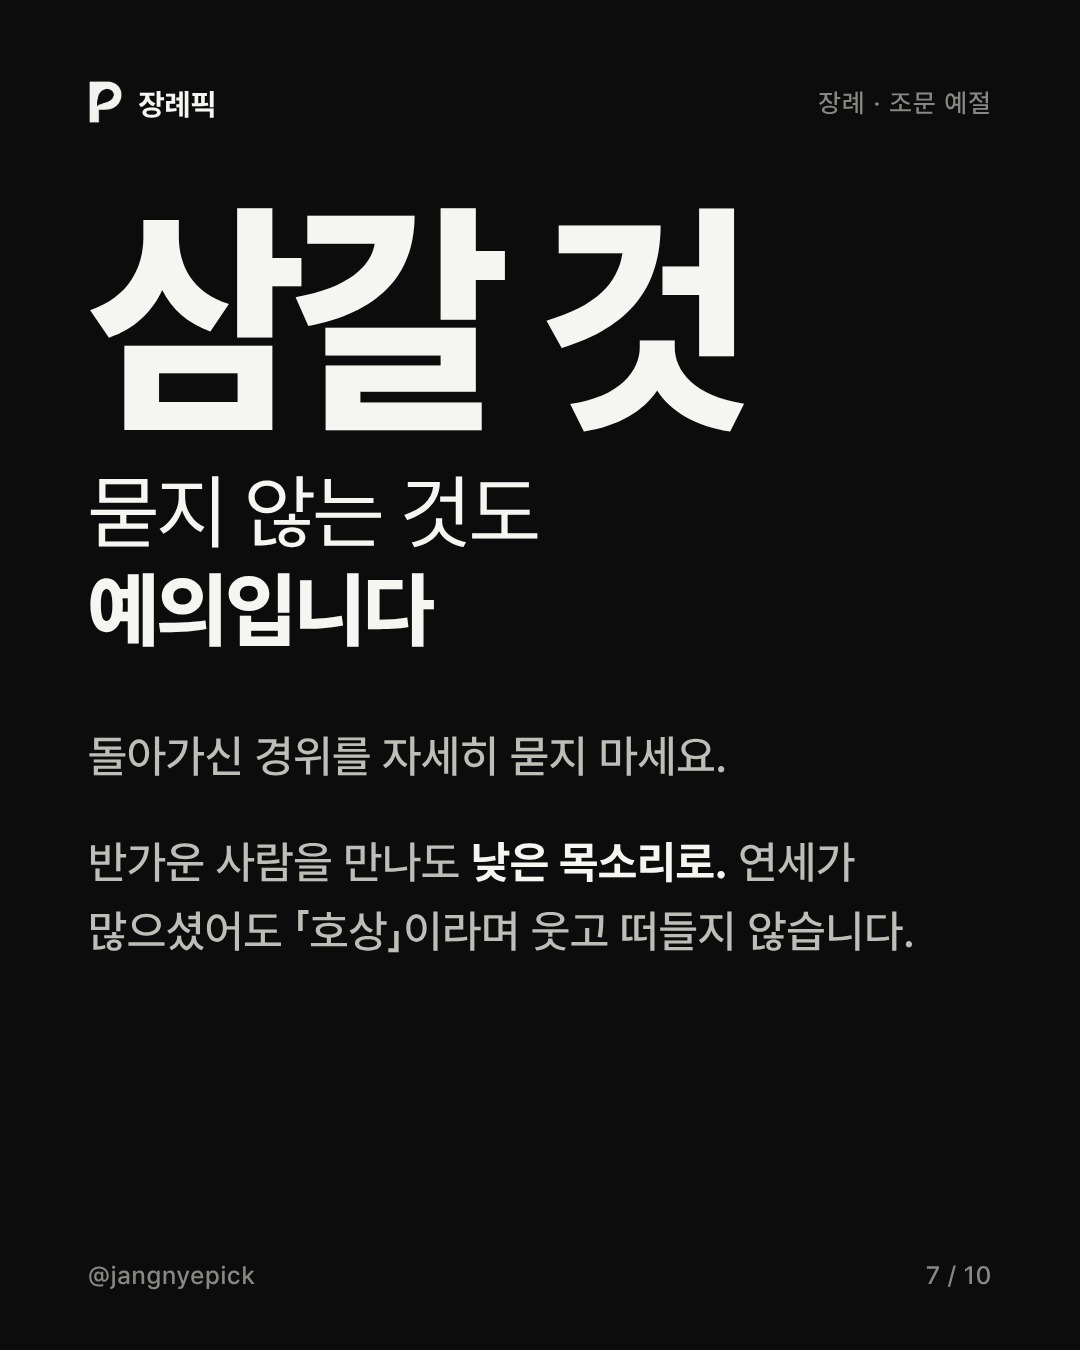 장례픽
장례 · 조문 예절
삼갈 것
묻지 않는 것도
예의입니다
돌아가신 경위를 자세히 묻지 마세요.
반가운 사람을 만나도 낮은 목소리로. 연세가
많으셨어도 「호상」이라며 웃고 떠들지 않습니다.
@jangnyepick
7 / 10